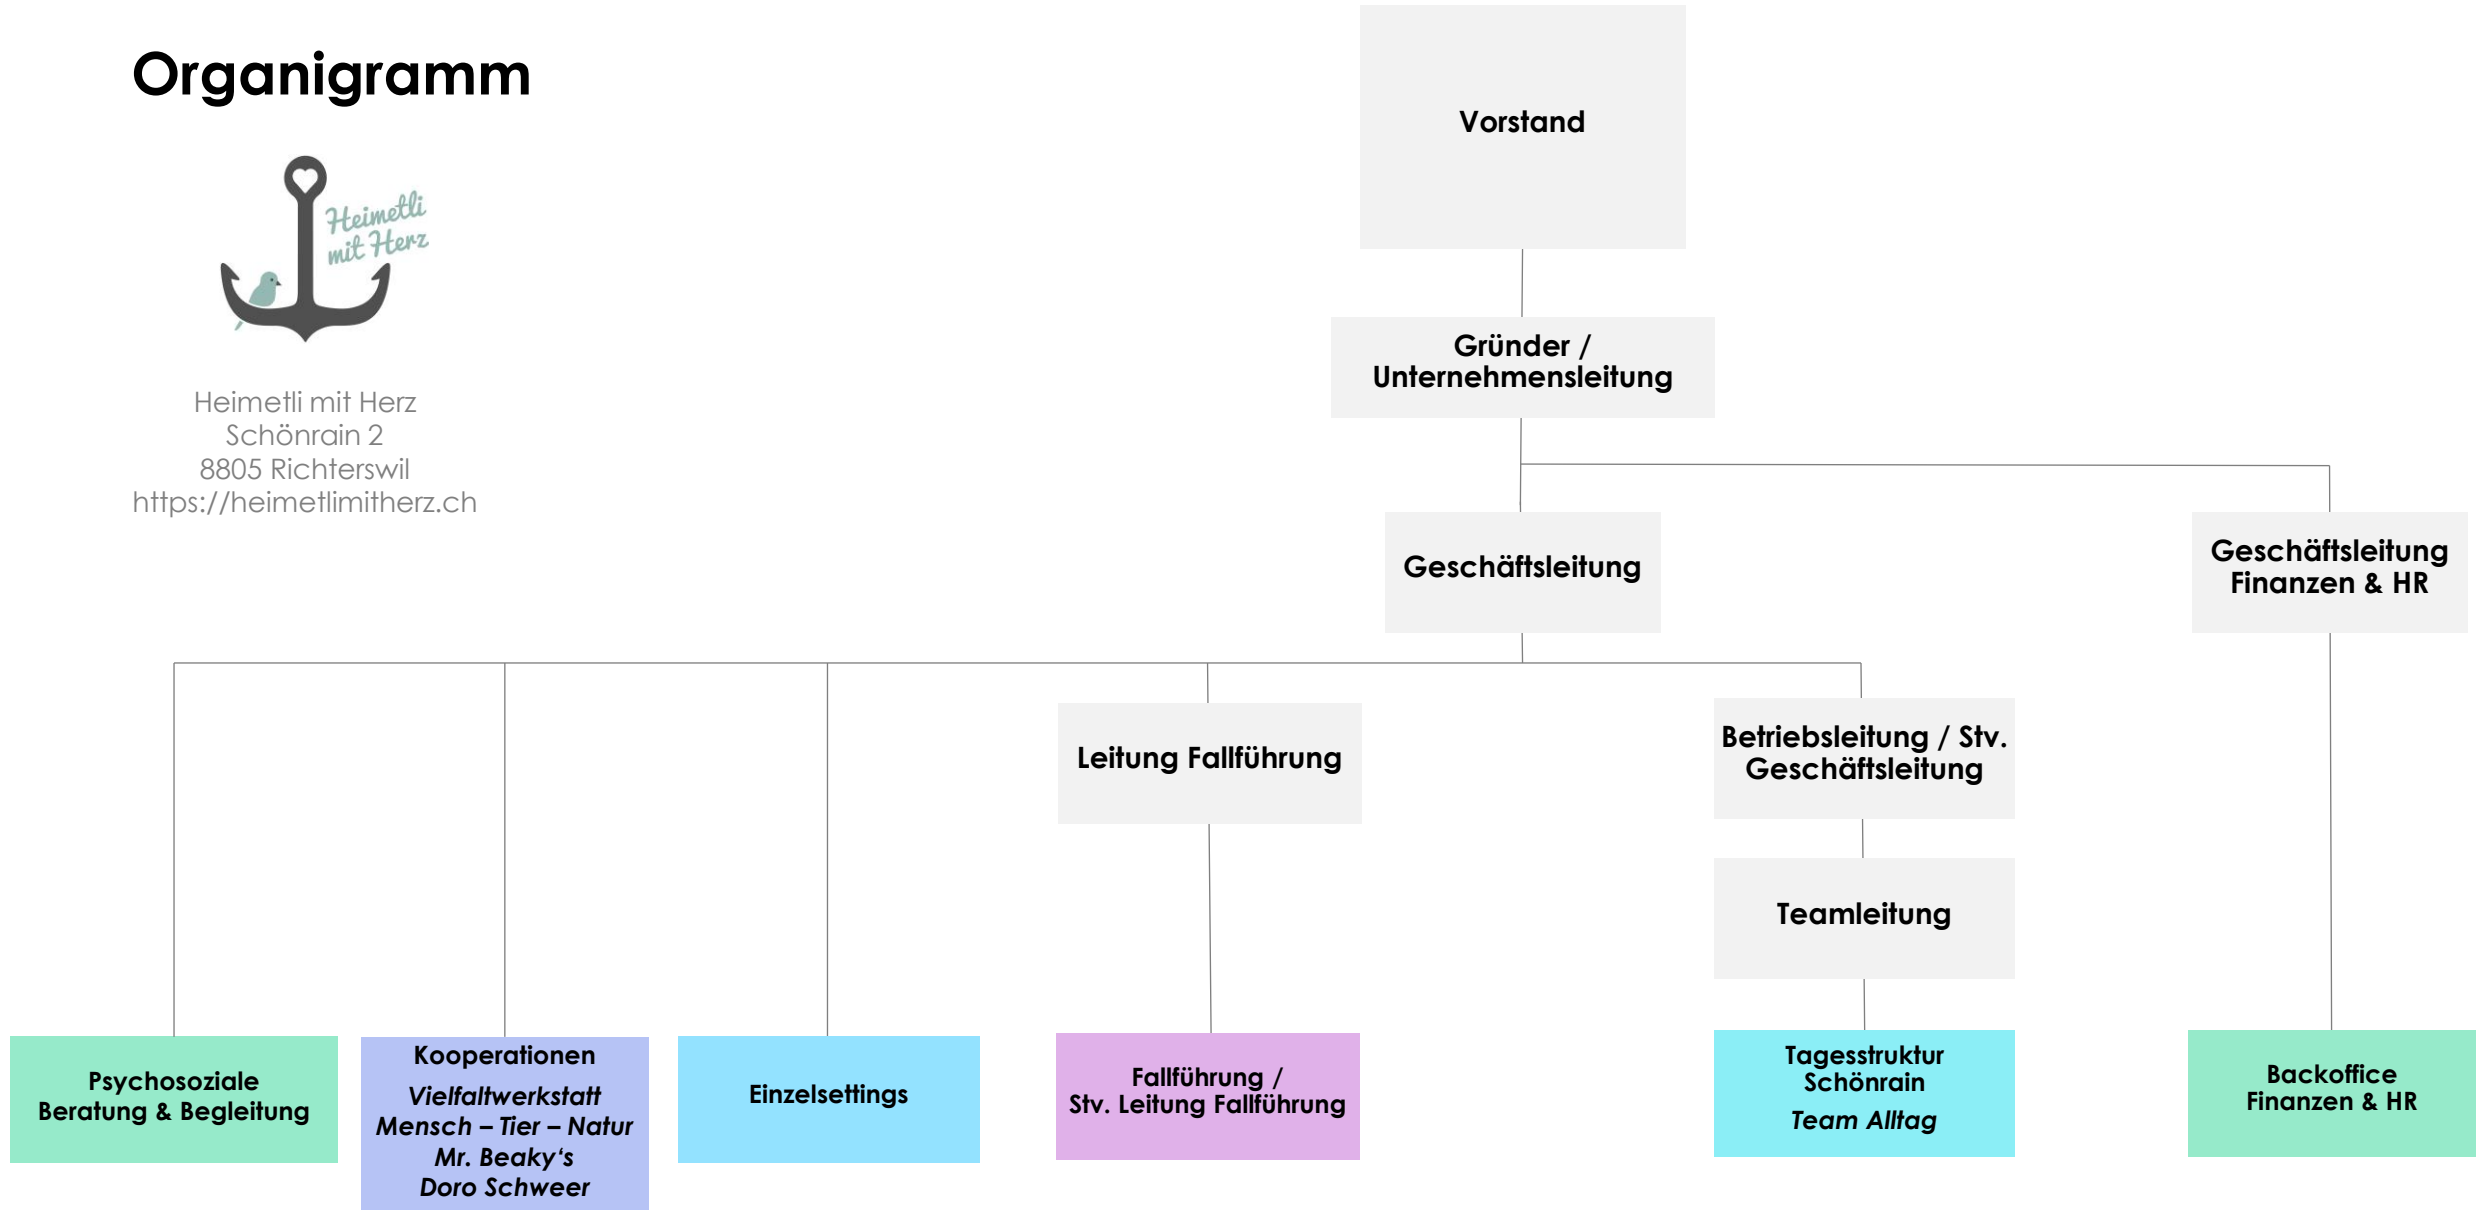 Organigramm
Heimetli
mit Herz
Heimetli mit Herz
Schönrain 2
8805 Richterswil
https://heimetlimitherz.ch
Vorstand
Gründer /
Unternehmensleitung
Geschäftsleitung
Geschäftsleitung
Finanzen & HR
Leitung Fallführung
Betriebsleitung / Stv.
Geschäftsleitung
Teamleitung
Psychosoziale
Beratung & Begleitung
Kooperationen
Vielfaltwerkstatt
Mensch – Tier – Natur
Mr. Beaky‘s
Doro Schweer
Einzelsettings
Fallführung /
Stv. Leitung Fallführung
Tagesstruktur
Schönrain
Team Alltag
Backoffice
Finanzen & HR